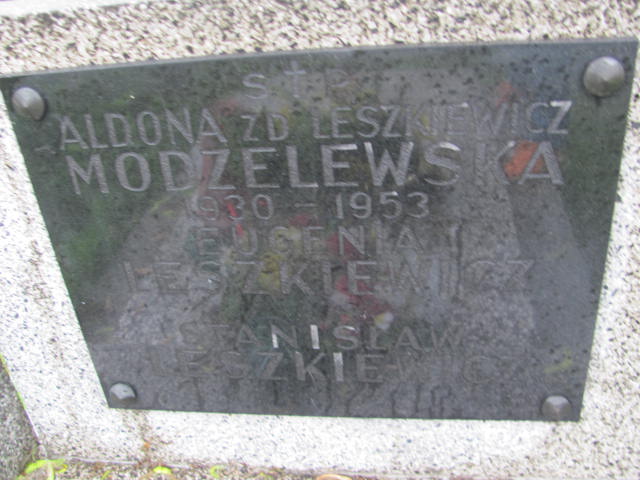 S†P
ALDONA ZD LESZKIEWICZ
MODZELEWSKA
1930 - 1953
EUGENIA
LESZKIEWICZ
STANISŁAW
LESZKIEWICZ